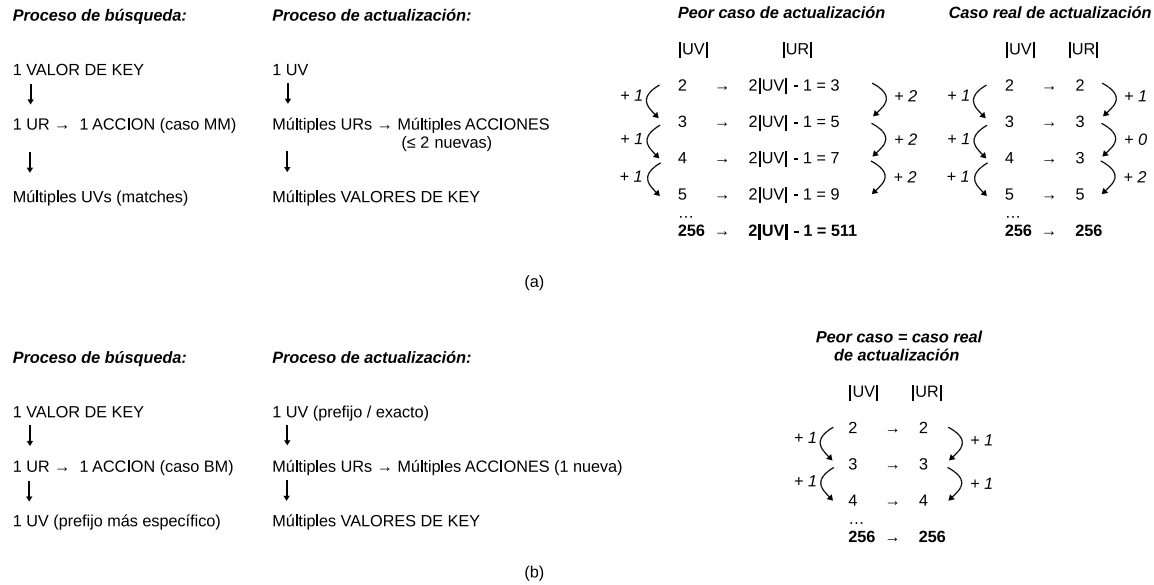 Proceso de búsqueda:
1 VALOR DE KEY
1 UR → 1 ACCION (caso MM)
Múltiples UVs (matches)
Proceso de actualización:
1 UV
Múltiples URs → Múltiples ACCIONES
(≤ 2 nuevas)
Múltiples VALORES DE KEY
Peor caso de actualización
|UV| |UR|
2 → 2|UV| - 1 = 3
+ 1 + 2
3 → 2|UV| - 1 = 5
+ 1 + 2
4 → 2|UV| - 1 = 7
+ 1 + 2
5 → 2|UV| - 1 = 9
...
256 → 2|UV| - 1 = 511
Caso real de actualización
|UV| |UR|
2 → 2
+ 1 + 1
3 → 3
+ 1 + 0
4 → 3
+ 1 + 2
5 → 5
...
256 → 256
(a)
Proceso de búsqueda:
1 VALOR DE KEY
1 UR → 1 ACCION (caso BM)
1 UV (prefijo más específico)
Proceso de actualización:
1 UV (prefijo / exacto)
Múltiples URs → Múltiples ACCIONES (1 nueva)
Múltiples VALORES DE KEY
Peor caso = caso real
de actualización
|UV| |UR|
2 → 2
+ 1 + 1
3 → 3
+ 1 + 1
4 → 4
...
256 → 256
(b)